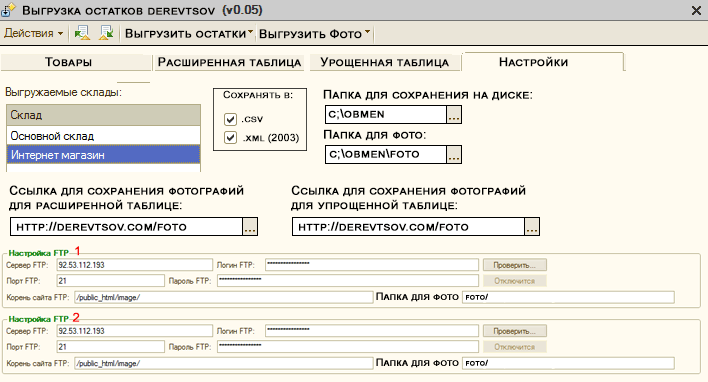 Выгрузка остатков derevtsov (v0.05)
Действия Выгрузить остатки Выгрузить Фото
Товары Расширенная таблица Урощенная таблица Настройки
Выгружаемые склады:
Склад
Основной склад
Интернет магазин
Сохранять в:
.csv
.xml (2003)
Папка для сохранения на диске:
C;\OBMEN ...
Папка для фото:
C;\OBMEN\FOTO ...
Ссылка для сохранения фотографий
для расширенной таблице:
HTTP://DEREVTSOV.COM/FOTO ...
Ссылка для сохранения фотографий
для упрощенной таблице:
HTTP://DEREVTSOV.COM/FOTO ...
Настройка FTP 1
Сервер FTP: 92.53.112.193 Логин FTP: **************** Проверить...
Порт FTP: 21 Пароль FTP: **************** Отключится
Корень сайта FTP: /public_html/image/ Папка для фото FOTO/
Настройка FTP 2
Сервер FTP: 92.53.112.193 Логин FTP: **************** Проверить...
Порт FTP: 21 Пароль FTP: **************** Отключится
Корень сайта FTP: /public_html/image/ Папка для фото FOTO/